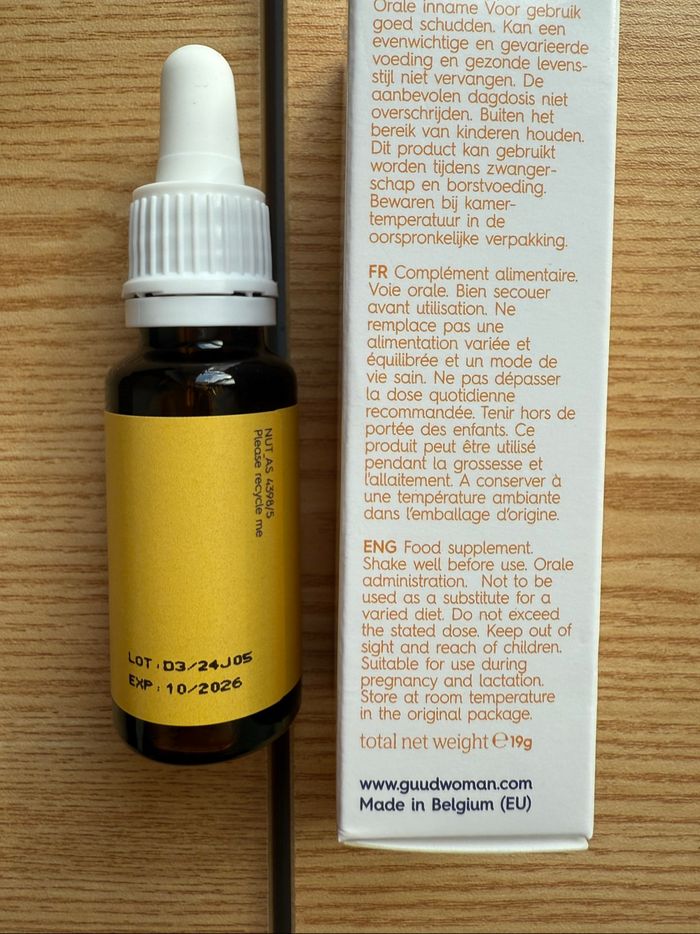 NUT AS 4398/5
Please recycle me
LOT: D3/24J05
EXP: 10/2026
Orale inname Voor gebruik
goed schudden. Kan een
evenwichtige en gevarieerde
voeding en gezonde levens-
stijl niet vervangen. De
aanbevolen dagdosis niet
overschrijden. Buiten het
bereik van kinderen houden.
Dit product kan gebruikt
worden tijdens zwanger-
schap en borstvoeding.
Bewaren bij kamer-
temperatuur in de
oorspronkelijke verpakking.
FR Complément alimentaire.
Voie orale. Bien secouer
avant utilisation. Ne
remplace pas une
alimentation variée et
équilibrée et un mode de
vie sain. Ne pas dépasser
la dose quotidienne
recommandée. Tenir hors de
portée des enfants. Ce
produit peut être utilisé
pendant la grossesse et
l'allaitement. A conserver à
une température ambiante
dans l'emballage d'origine.
ENG Food supplement.
Shake well before use. Orale
administration. Not to be
used as a substitute for a
varied diet. Do not exceed
the stated dose. Keep out of
sight and reach of children.
Suitable for use during
pregnancy and lactation.
Store at room temperature
in the original package.
total net weight ℮19g
www.guudwoman.com
Made in Belgium (EU)